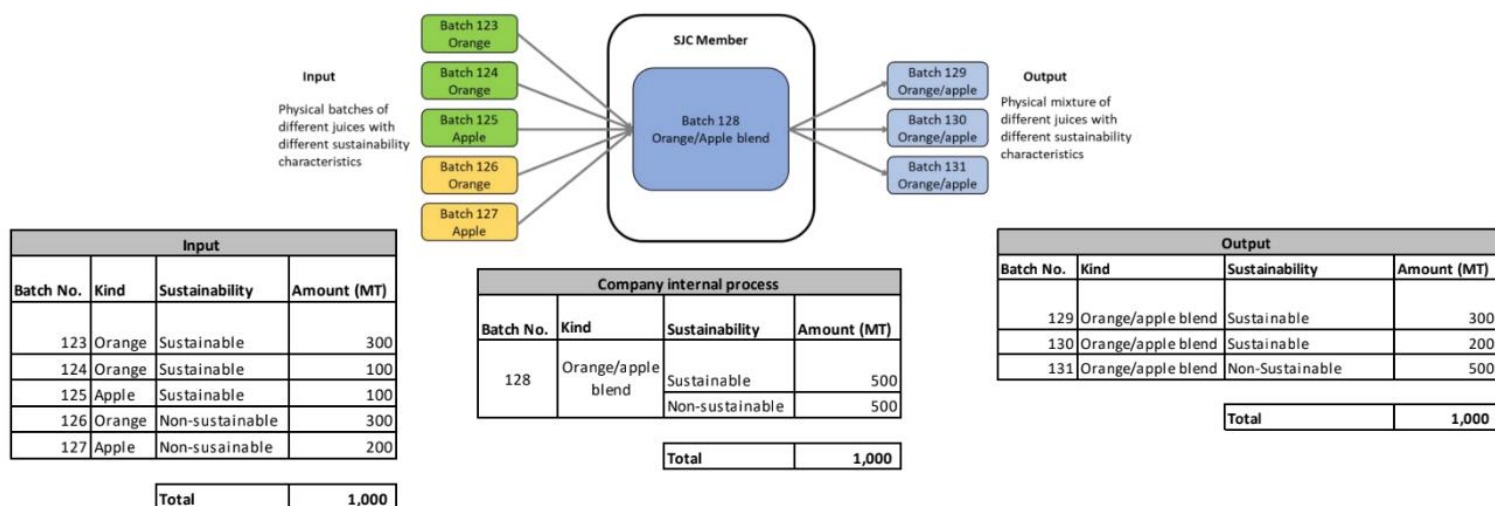 Batch 123
Orange
Batch 124
Orange
Batch 125
Apple
Batch 126
Orange
Batch 127
Apple
Input
Physical batches of
different juices with
different sustainability
characteristics
SJC Member
Batch 128
Orange/Apple blend
Batch 129
Orange/apple
Batch 130
Orange/apple
Batch 131
Orange/apple
Output
Physical mixture of
different juices with
different sustainability
characteristics
Input
Batch No. Kind Sustainability Amount (MT)
123 Orange Sustainable 300
124 Orange Sustainable 100
125 Apple Sustainable 100
126 Orange Non-sustainable 300
127 Apple Non-susainable 200
Total 1,000
Company internal process
Batch No. Kind Sustainability Amount (MT)
128 Orange/apple
blend
Sustainable 500
Non-sustainable 500
Total 1,000
Output
Batch No. Kind Sustainability Amount (MT)
129 Orange/apple blend Sustainable 300
130 Orange/apple blend Sustainable 200
131 Orange/apple blend Non-Sustainable 500
Total 1,000